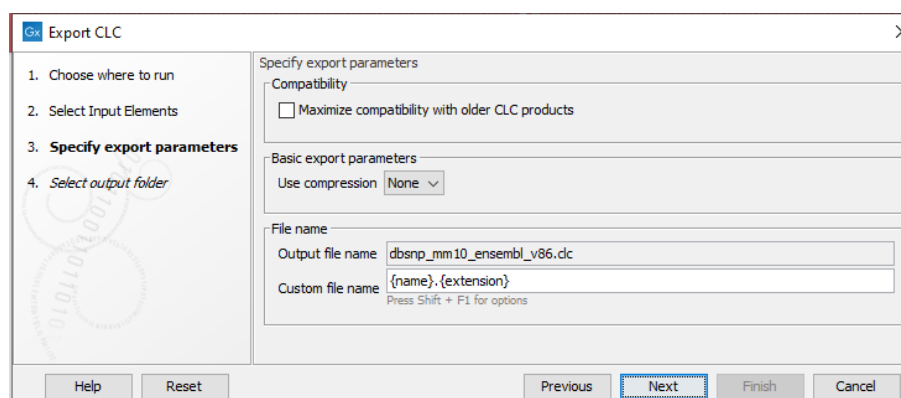 Gx Export CLC
1. Choose where to run
2. Select Input Elements
3. Specify export parameters
4. Select output folder
Specify export parameters
Compatibility
Maximize compatibility with older CLC products
Basic export parameters
Use compression None
File name
Output file name dbsnp_mm10_ensembl_v86.clc
Custom file name {name}.{extension}
Press Shift + F1 for options
Help Reset Previous Next Finish Cancel